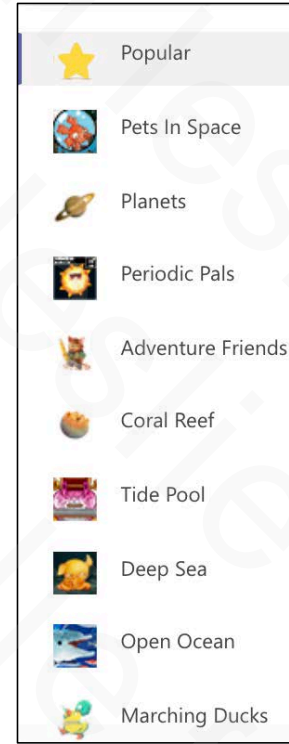 Popular
Pets In Space
Planets
Periodic Pals
Adventure Friends
Coral Reef
Tide Pool
Deep Sea
Open Ocean
Marching Ducks